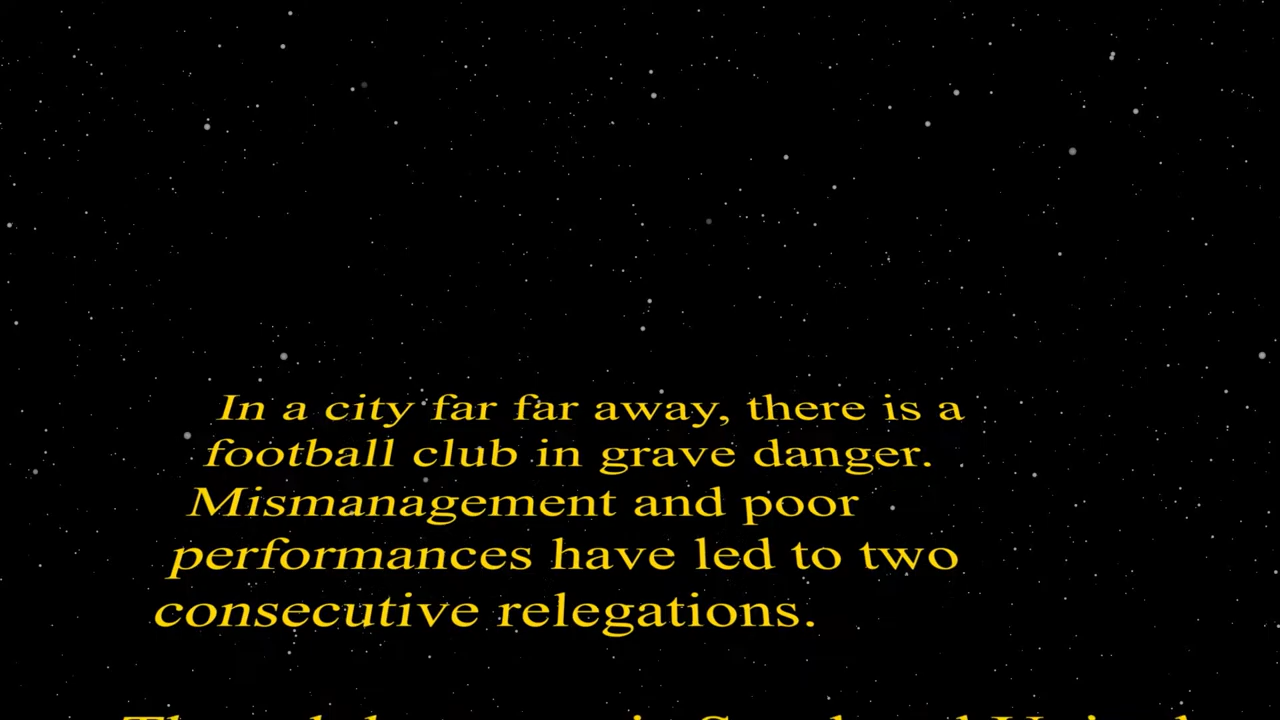 In a city far far away, there is a
football club in grave danger.
Mismanagement and poor
performances have led to two
consecutive relegations.